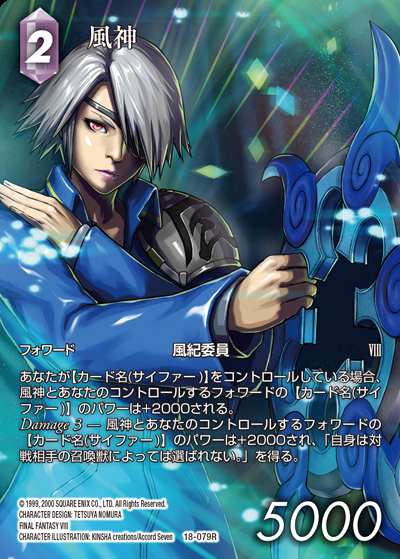 2
風神
フォワード 風紀委員 VIII
あなたが【カード名(サイファー)】をコントロールしている場合、
風神とあなたのコントロールするフォワードの【カード名(サイ
ファー)】のパワーは+2000される。
Damage 3 — 風神とあなたのコントロールするフォワードの
【カード名(サイファー)】のパワーは+2000され、「自身は対
戦相手の召喚獣によっては選ばれない。」を得る。
© 1999, 2000 SQUARE ENIX CO., LTD. All Rights Reserved.
CHARACTER DESIGN: TETSUYA NOMURA
FINAL FANTASY VIII
CHARACTER ILLUSTRATION: KINSHA creations/Accord Seven
18-079R
5000